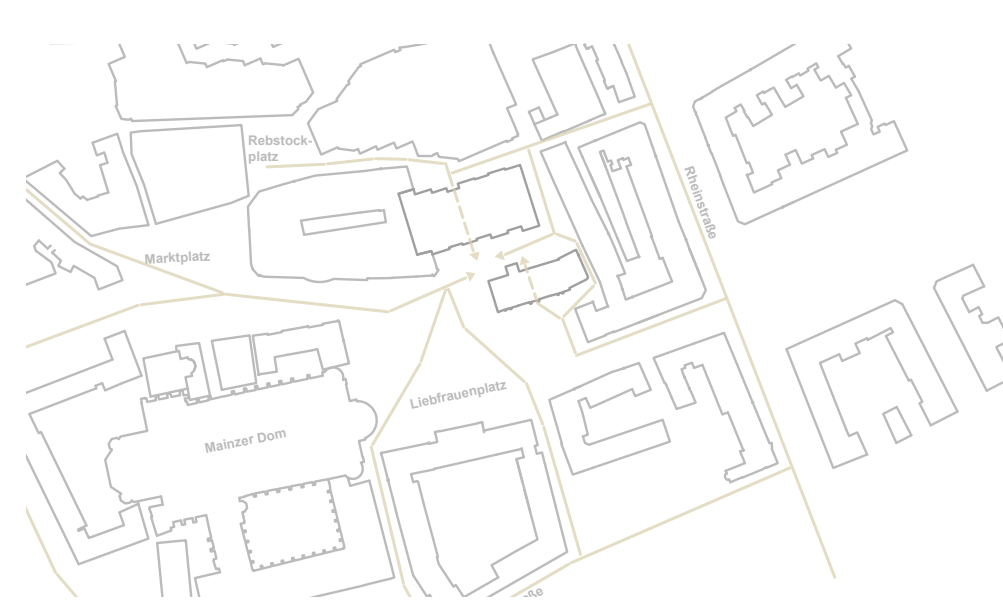 Rebstock-
platz
Rheinstraße
Marktplatz
Liebfrauenplatz
Mainzer Dom